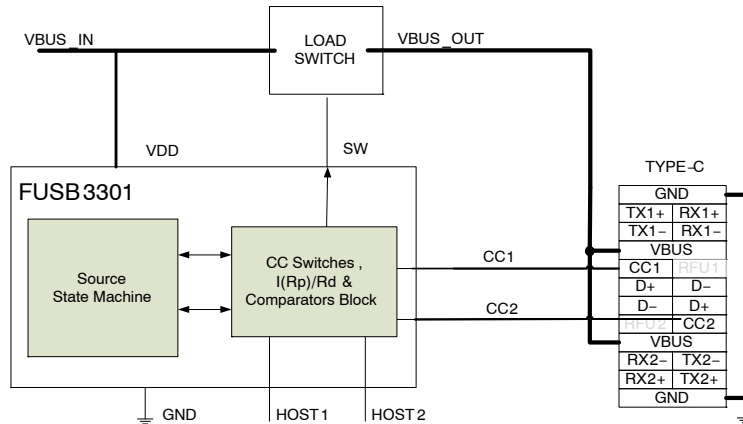 VBUS_IN
LOAD
SWITCH
VBUS_OUT
VDD
SW
TYPE-C
FUSB3301
Source
State Machine
CC Switches ,
I(Rp)/Rd &
Comparators Block
CC1
CC2
GND
TX1+ RX1+
TX1- RX1-
VBUS
CC1 RFU1
D+ D-
D- D+
RFU2 CC2
VBUS
RX2- TX2-
RX2+ TX2+
GND
GND
HOST1
HOST2